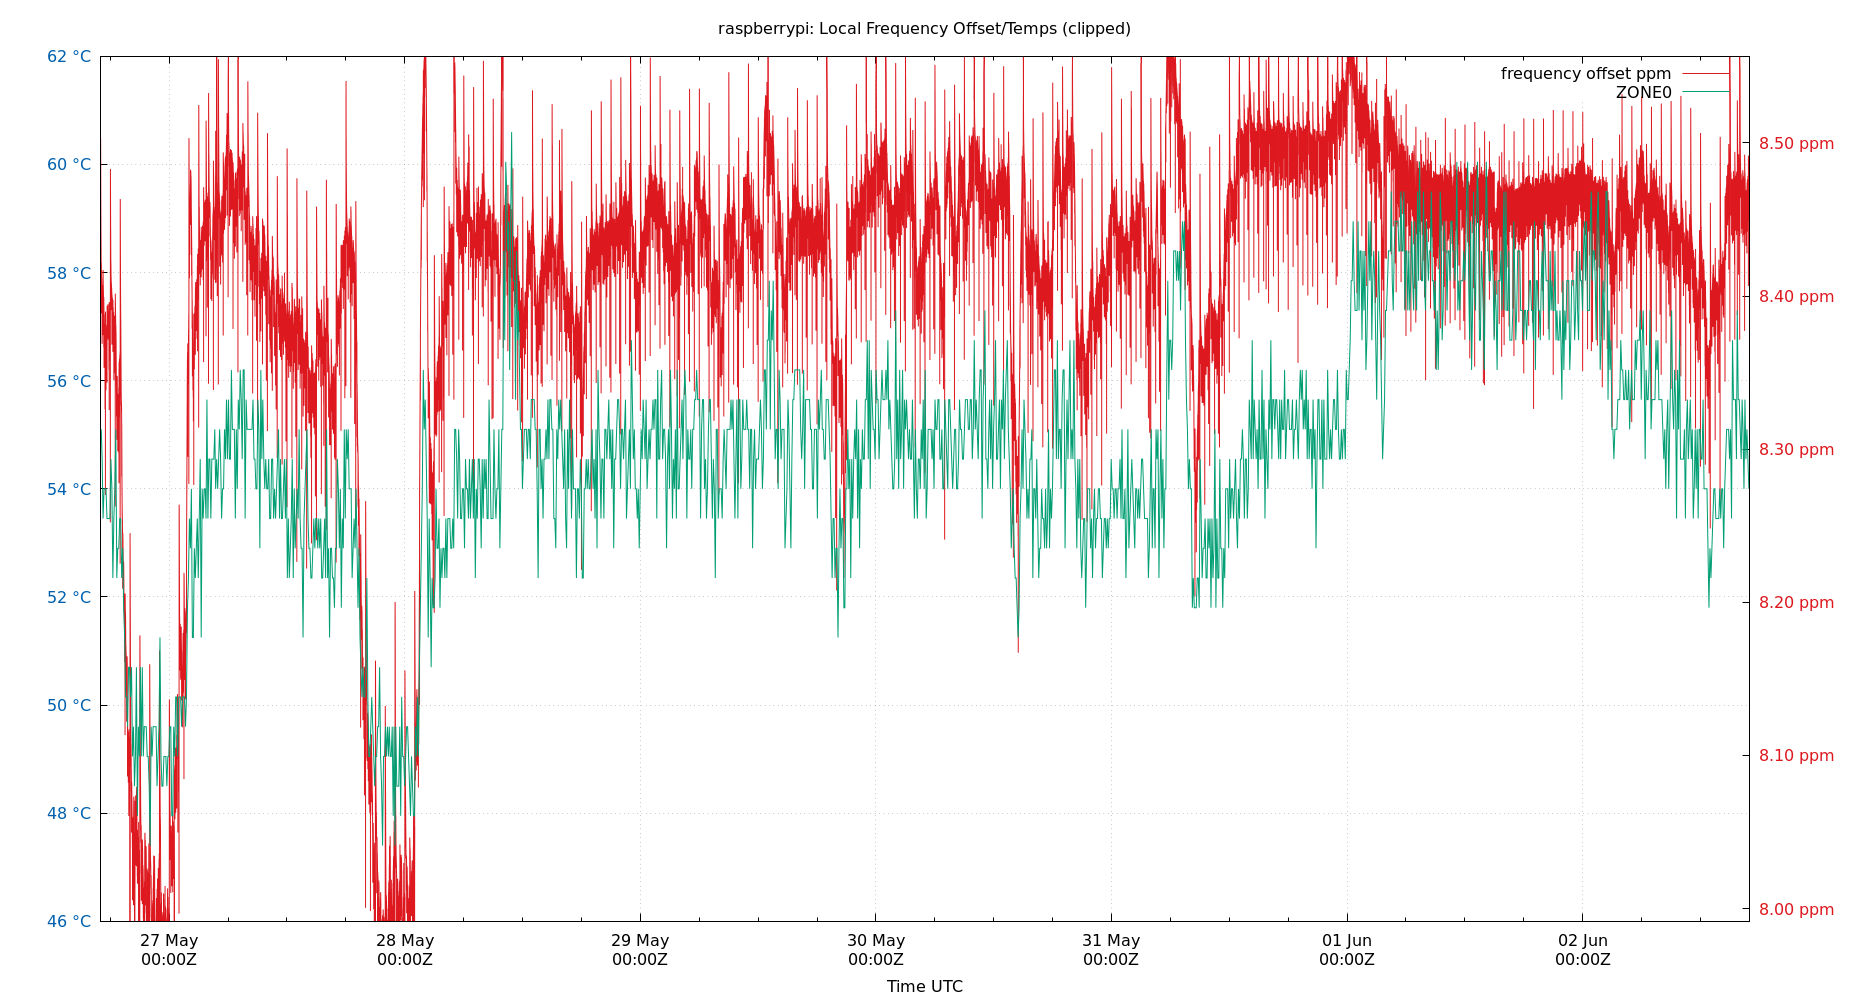 raspberrypi: Local Frequency Offset/Temps (clipped)
frequency offset ppm
ZONE0
62 °C
60 °C
58 °C
56 °C
54 °C
52 °C
50 °C
48 °C
46 °C
8.50 ppm
8.40 ppm
8.30 ppm
8.20 ppm
8.10 ppm
8.00 ppm
27 May
00:00Z
28 May
00:00Z
29 May
00:00Z
30 May
00:00Z
31 May
00:00Z
01 Jun
00:00Z
02 Jun
00:00Z
Time UTC